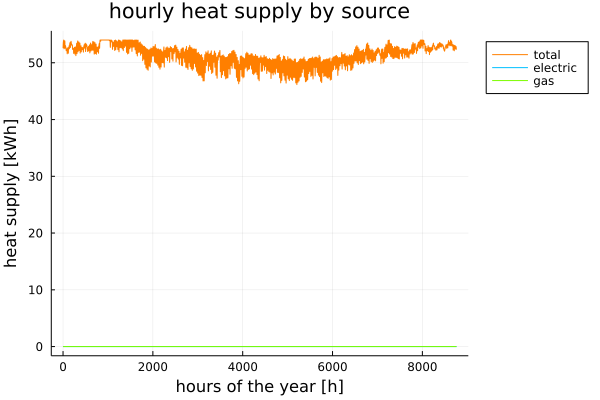 hourly heat supply by source
heat supply [kWh]
50
40
30
20
10
0
0 2000 4000 6000 8000
hours of the year [h]
total
electric
gas